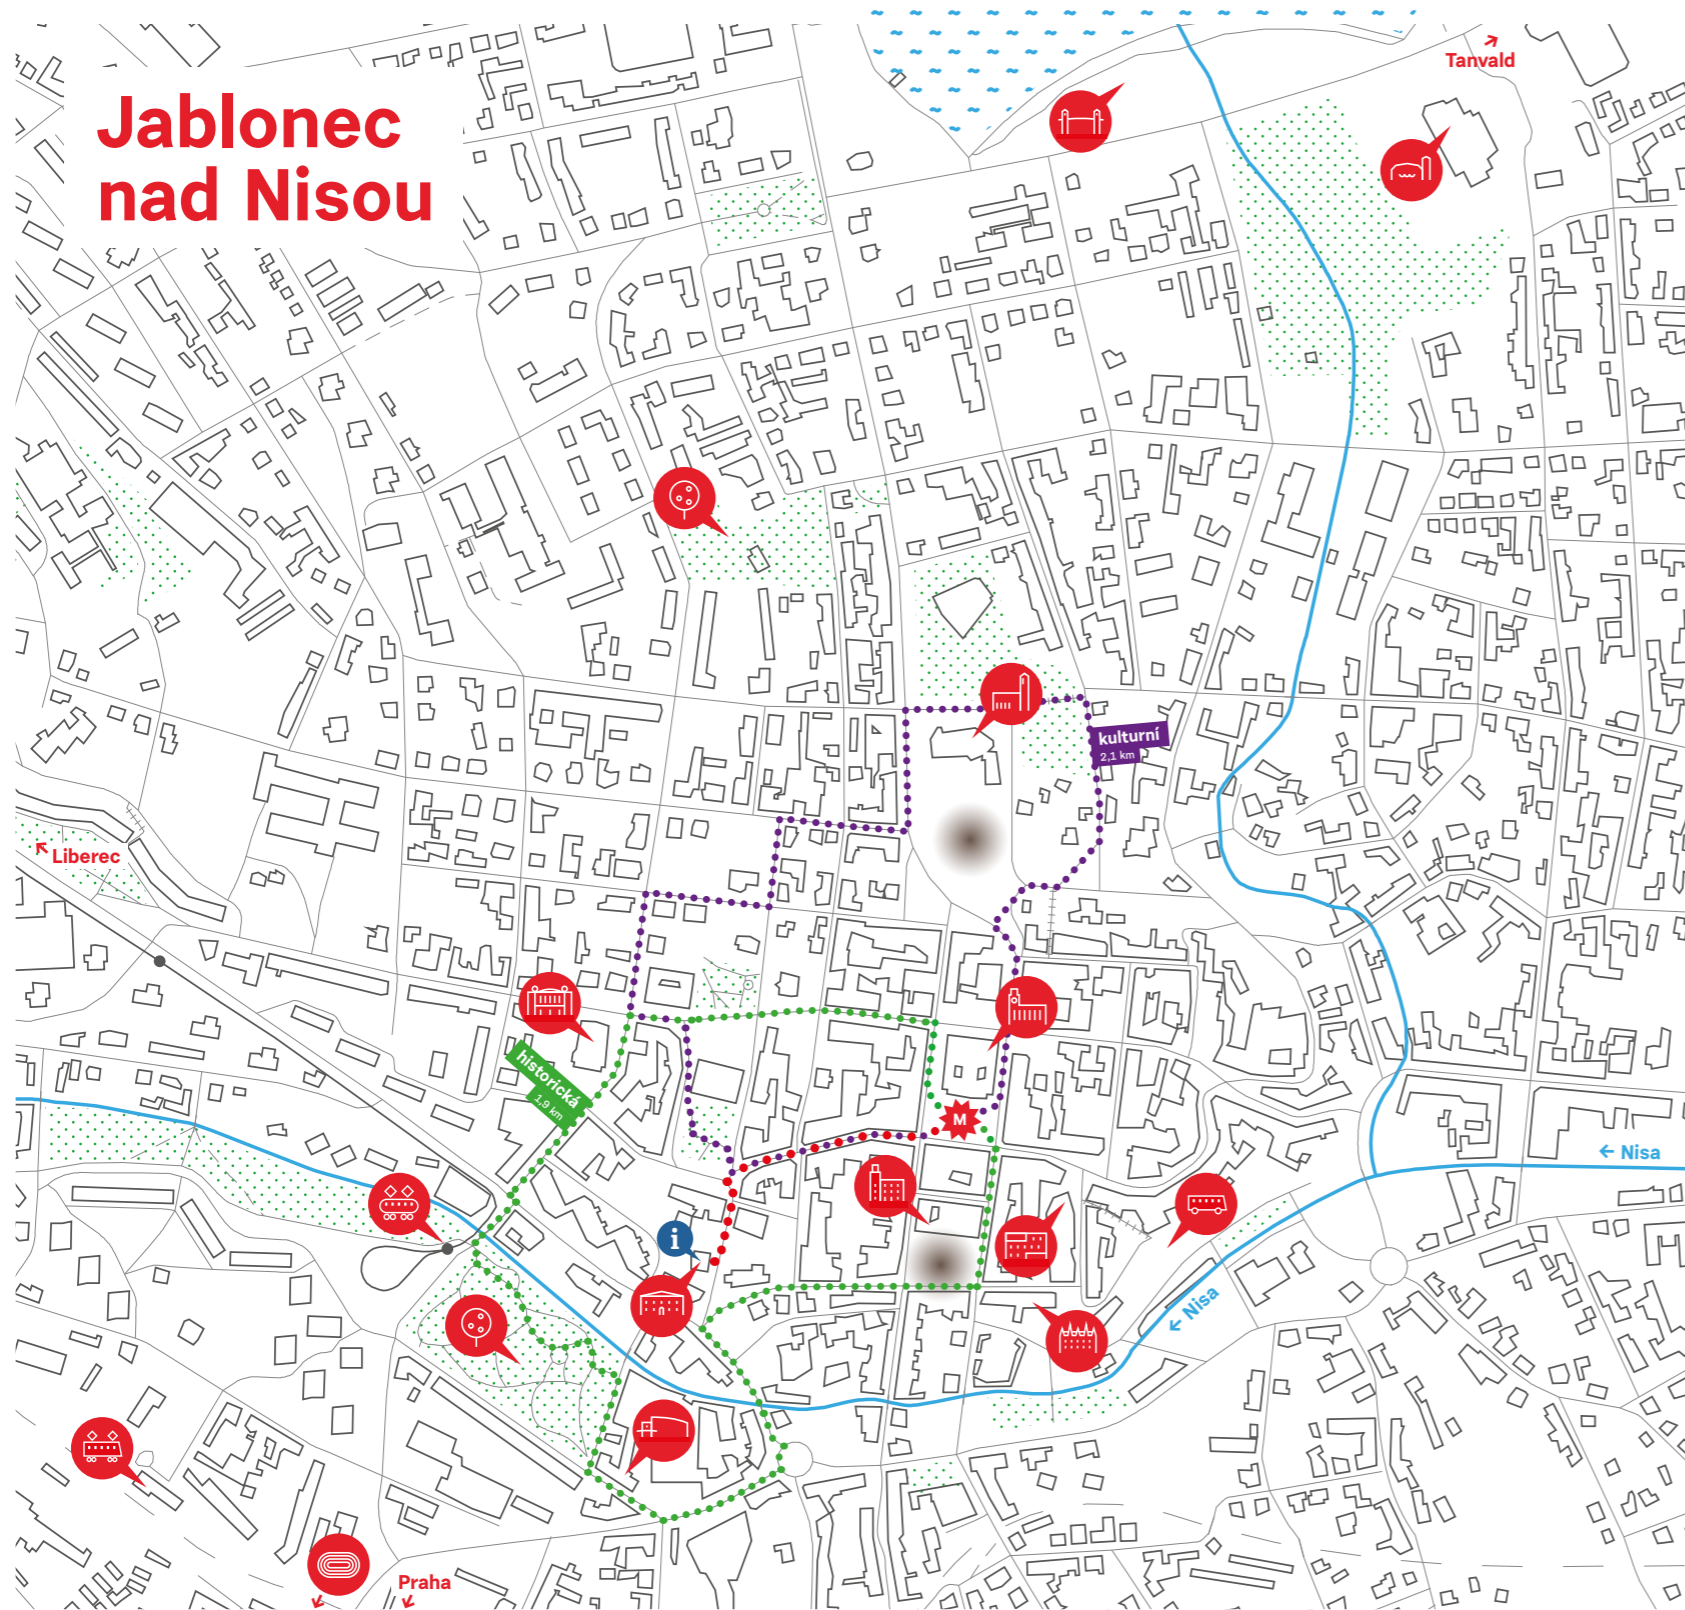 Jablonec
nad Nisou
Tanvald
kulturní
2,1 km
Liberec
historická
1,9 km
M
Nisa
i
Nisa
Praha